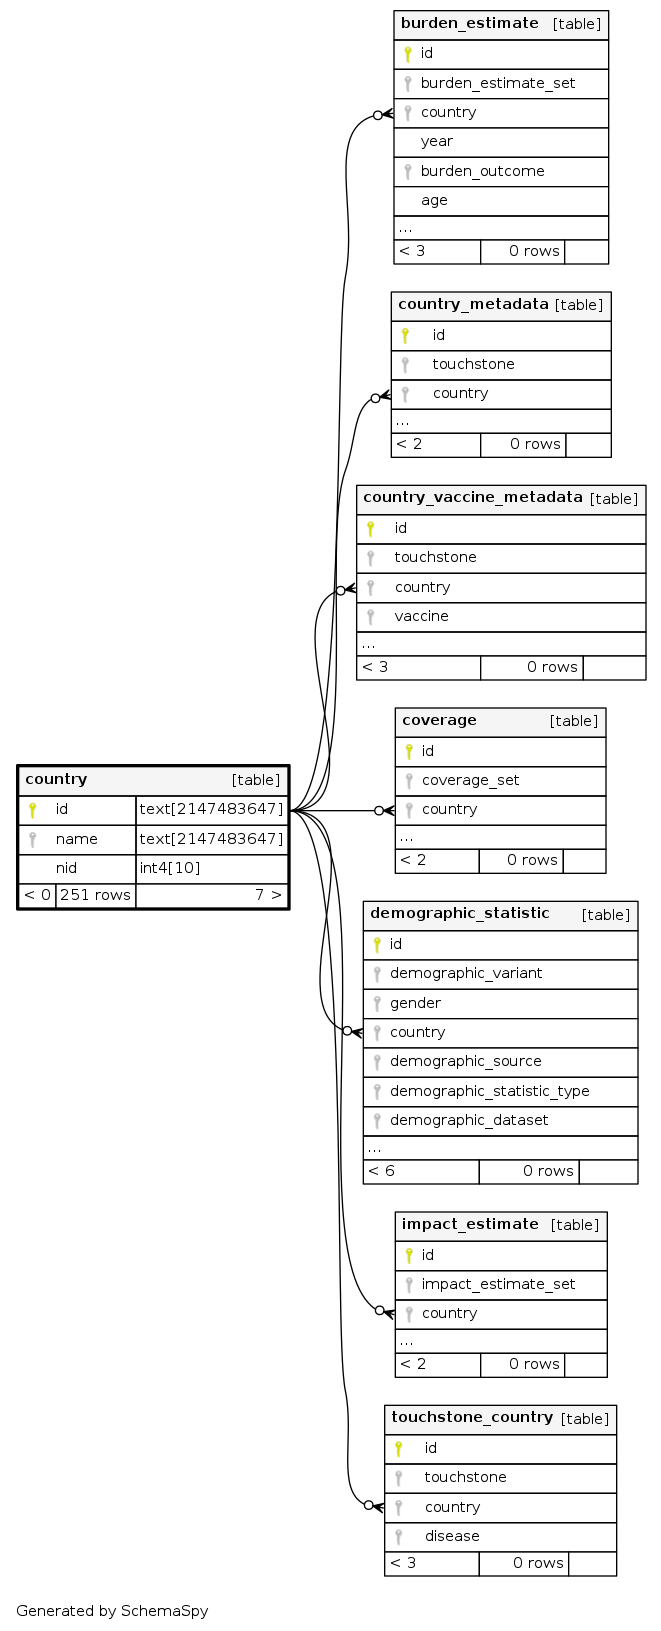 burden_estimate [table]
id
burden_estimate_set
country
year
burden_outcome
age
...
< 3 0 rows
country_metadata [table]
id
touchstone
country
...
< 2 0 rows
country_vaccine_metadata [table]
id
touchstone
country
vaccine
...
< 3 0 rows
coverage [table]
id
coverage_set
country
...
< 2 0 rows
country [table]
id text[2147483647]
name text[2147483647]
nid int4[10]
< 0 251 rows 7 >
demographic_statistic [table]
id
demographic_variant
gender
country
demographic_source
demographic_statistic_type
demographic_dataset
...
< 6 0 rows
impact_estimate [table]
id
impact_estimate_set
country
...
< 2 0 rows
touchstone_country [table]
id
touchstone
country
disease
< 3 0 rows
Generated by SchemaSpy